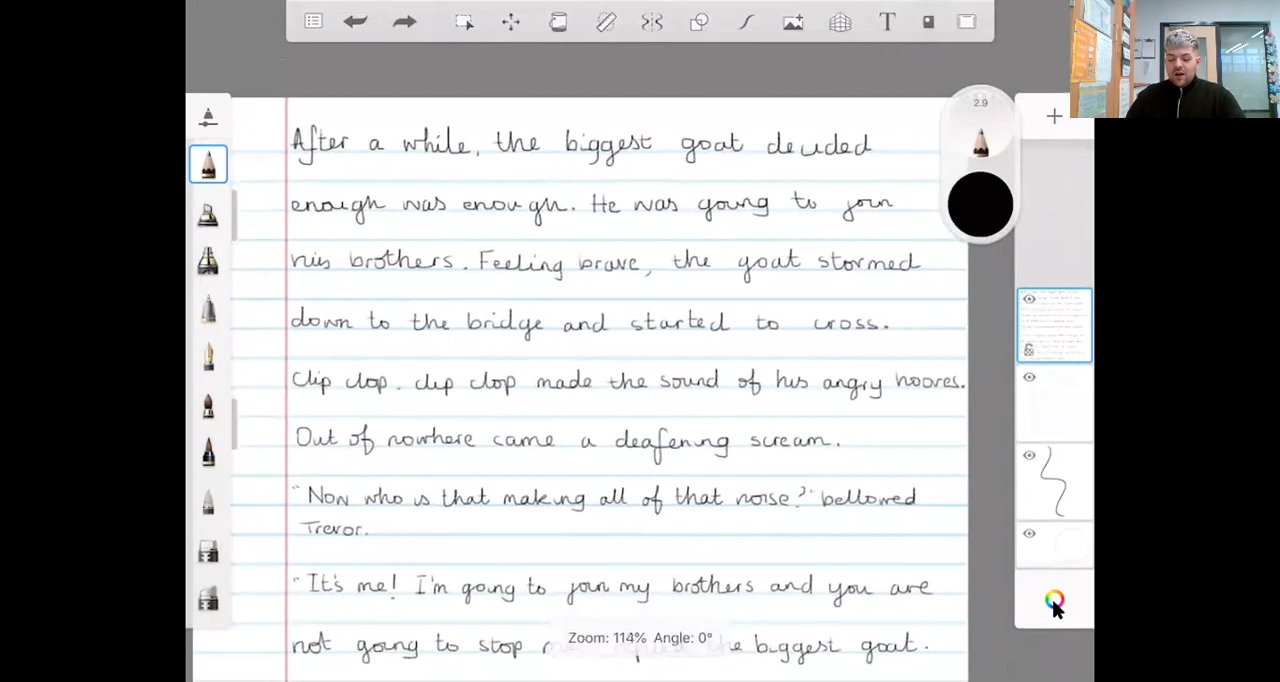 2.9
After a while, the biggest goat decided
enough was enough. He was going to join
his brothers. Feeling brave, the goat stormed
down to the bridge and started to cross.
Clip clop, clip clop made the sound of his angry hooves.
Out of nowhere came a deafening scream.
"Now who is that making all of that noise?" bellowed
Trevor.
"It's me! I'm going to join my brothers and you are
not going to stop the biggest goat.
Zoom: 114% Angle: 0°